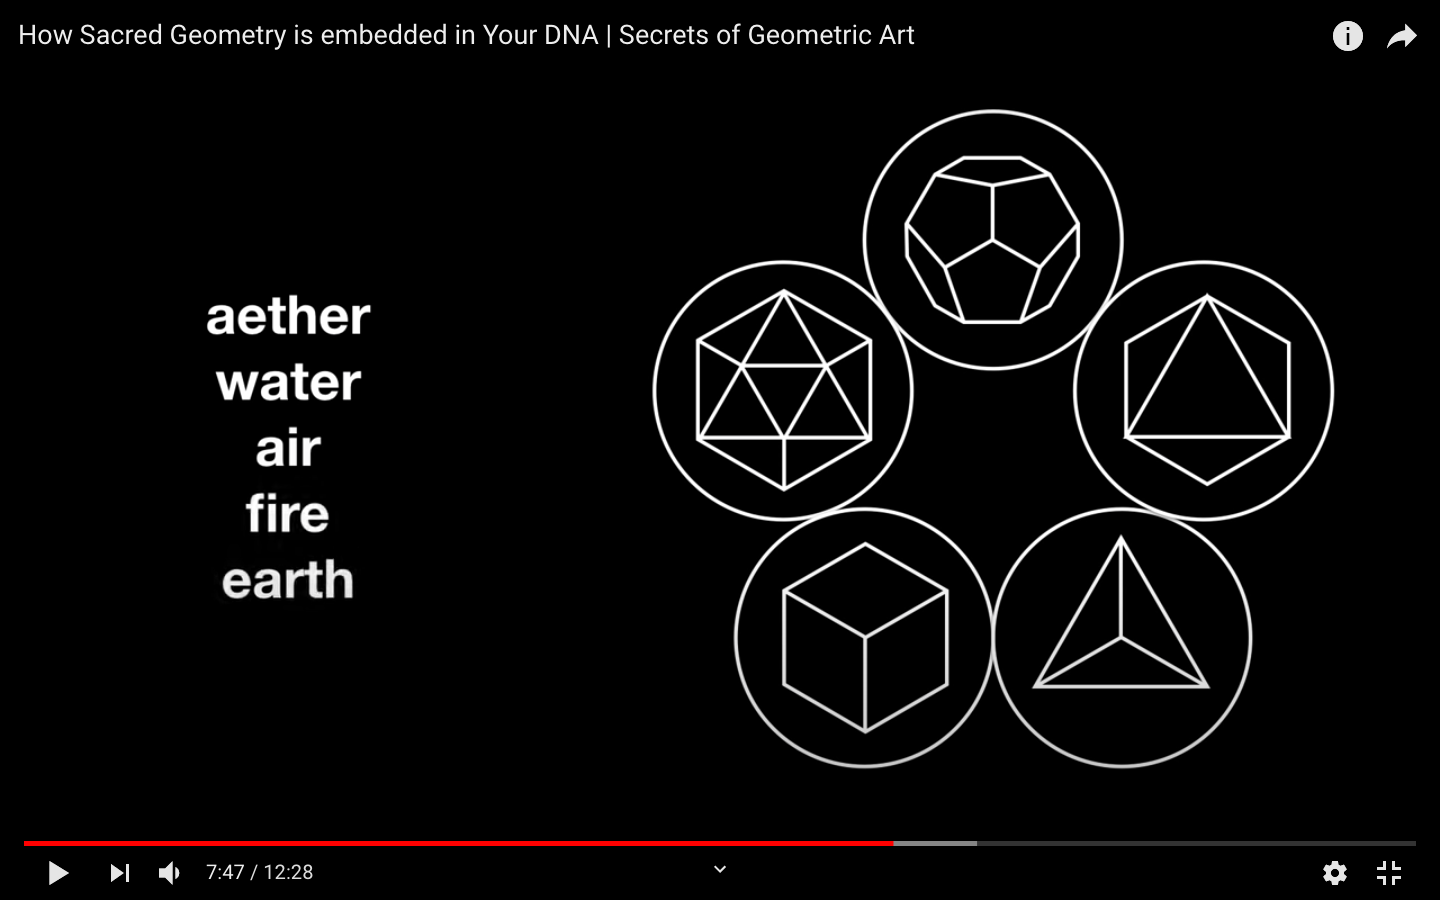 How Sacred Geometry is embedded in Your DNA | Secrets of Geometric Art
aether
water
air
fire
earth
7:47 / 12:28